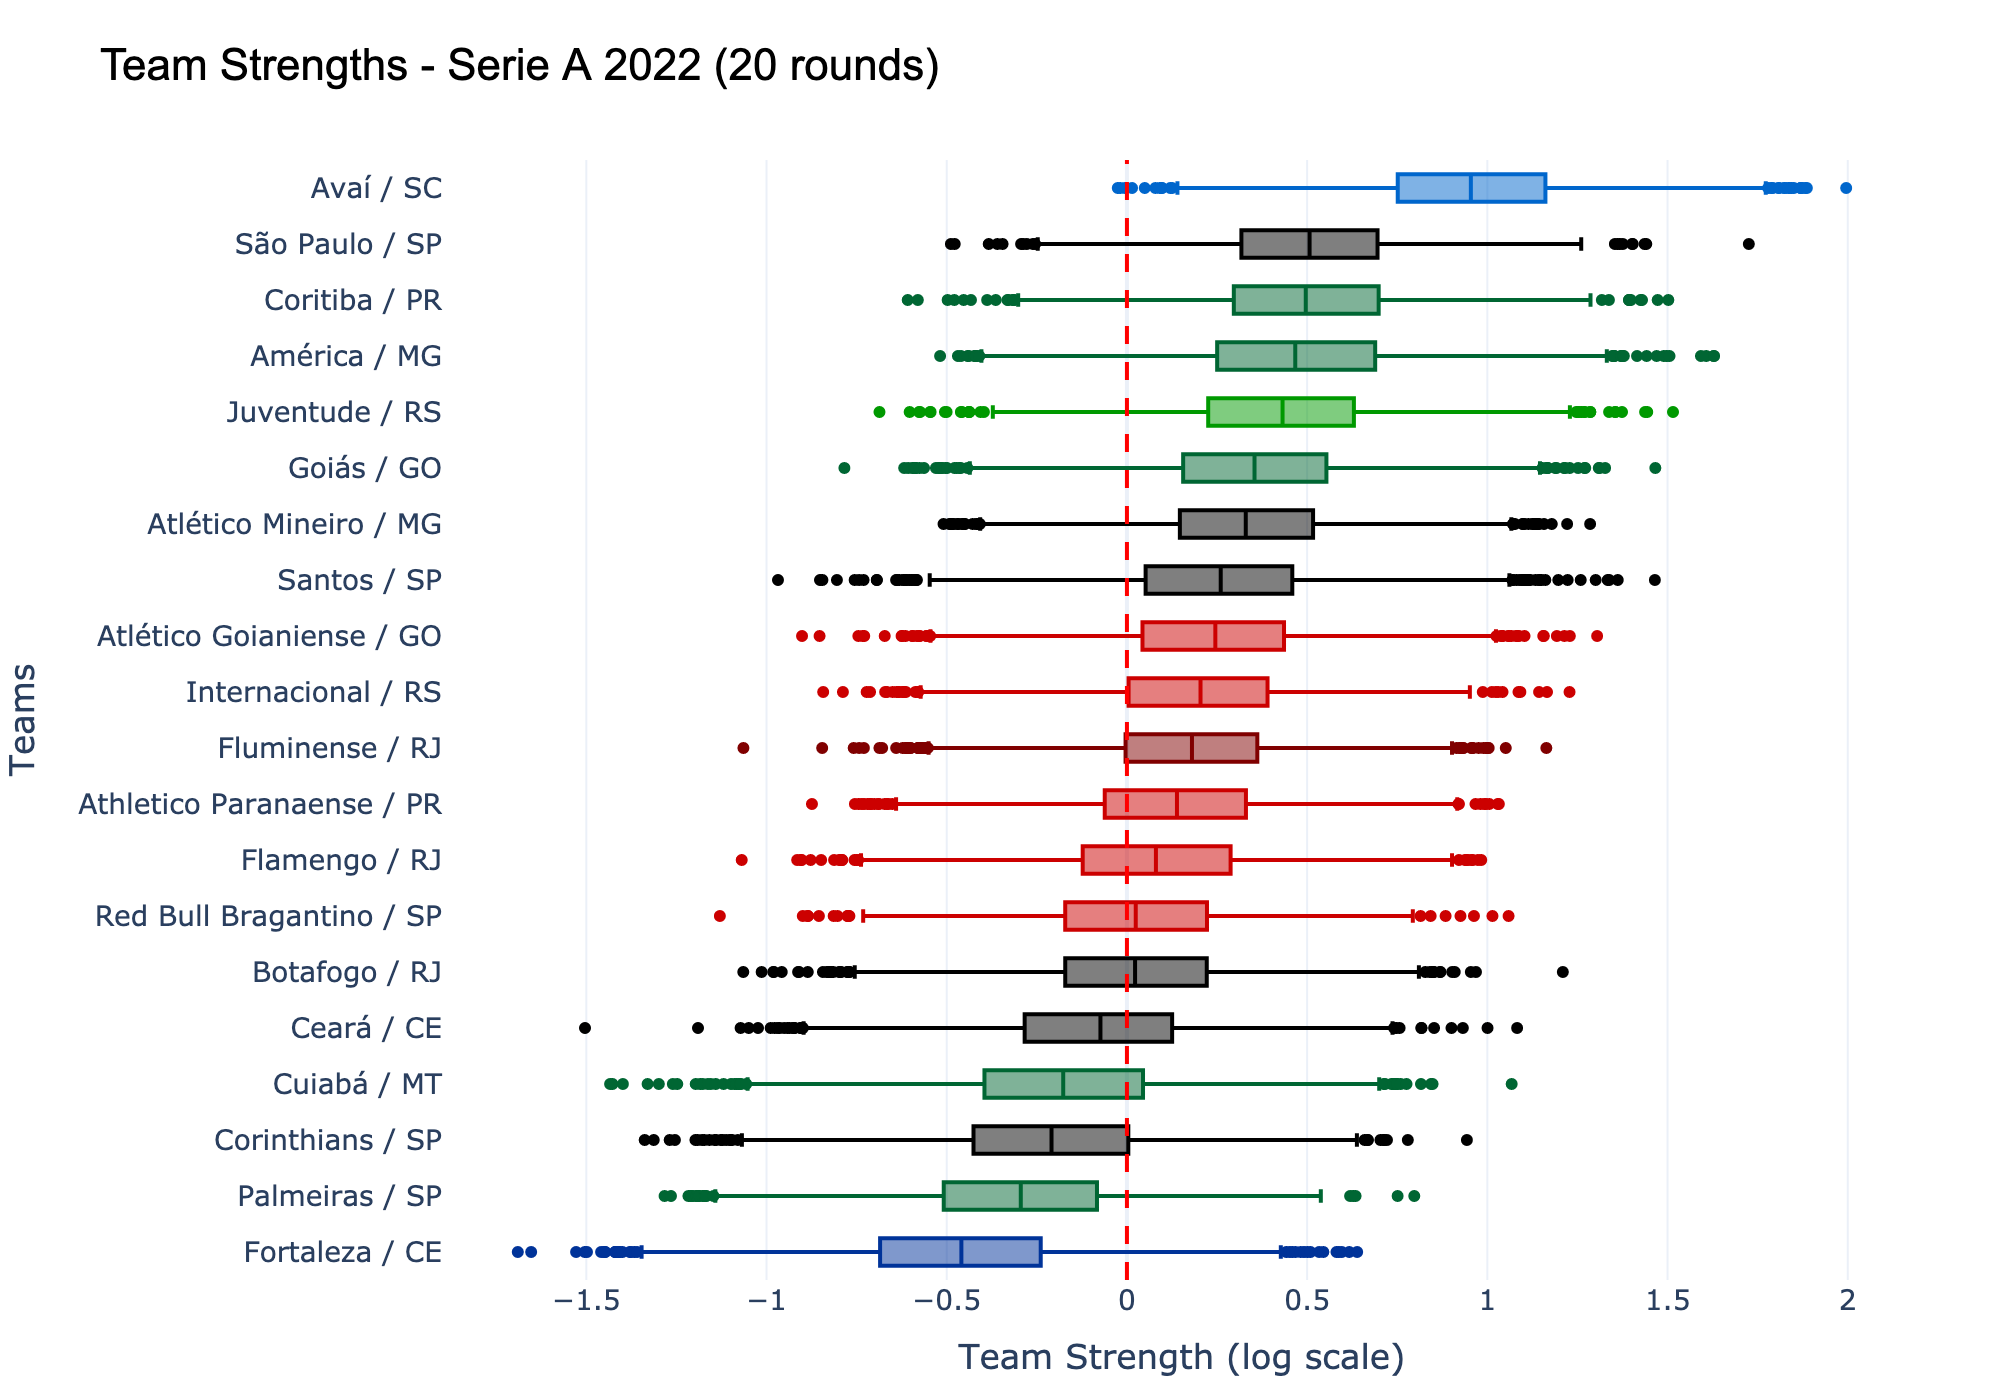 Team Strengths - Serie A 2022 (20 rounds)
Teams
Avaí / SC
São Paulo / SP
Coritiba / PR
América / MG
Juventude / RS
Goiás / GO
Atlético Mineiro / MG
Santos / SP
Atlético Goianiense / GO
Internacional / RS
Fluminense / RJ
Athletico Paranaense / PR
Flamengo / RJ
Red Bull Bragantino / SP
Botafogo / RJ
Ceará / CE
Cuiabá / MT
Corinthians / SP
Palmeiras / SP
Fortaleza / CE
−1.5 −1 −0.5 0 0.5 1 1.5 2
Team Strength (log scale)